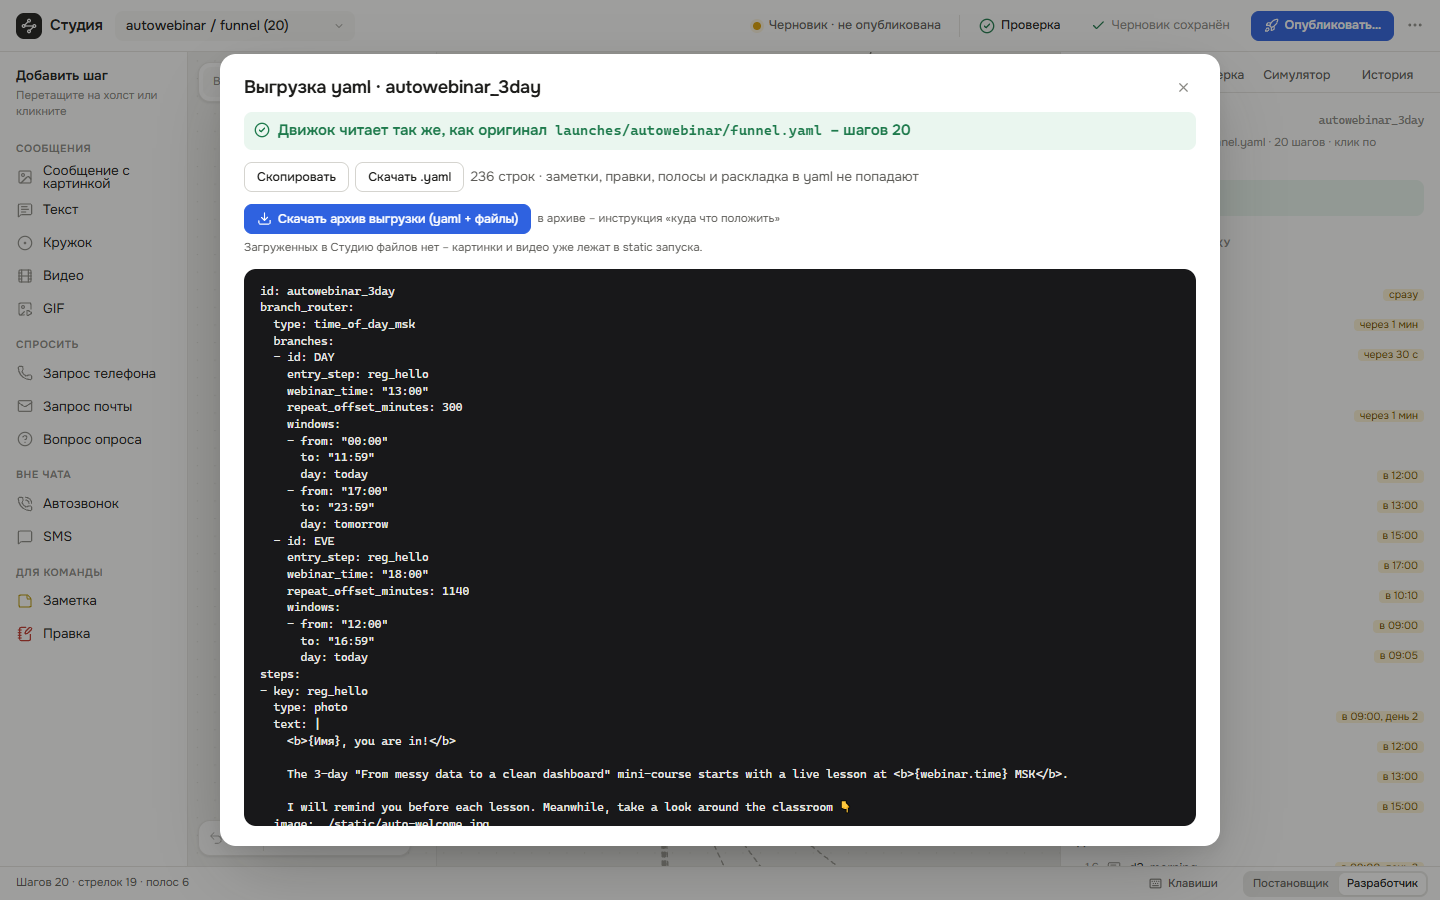 Студия
autowebinar / funnel (20)
Черновик · не опубликована
Проверка
Черновик сохранён
Опубликовать...
Добавить шаг
Перетащите на холст или
кликните
СООБЩЕНИЯ
Сообщение с
картинкой
Текст
Кружок
Видео
GIF
СПРОСИТЬ
Запрос телефона
Запрос почты
Вопрос опроса
ВНЕ ЧАТА
Автозвонок
SMS
ДЛЯ КОМАНДЫ
Заметка
Правка
Выгрузка yaml · autowebinar_3day
Движок читает так же, как оригинал launches/autowebinar/funnel.yaml – шагов 20
Скопировать
Скачать .yaml
236 строк · заметки, правки, полосы и раскладка в yaml не попадают
Скачать архив выгрузки (yaml + файлы)
в архиве – инструкция «куда что положить»
Загруженных в Студию файлов нет – картинки и видео уже лежат в static запуска.
id: autowebinar_3day
branch_router:
  type: time_of_day_msk
  branches:
  - id: DAY
    entry_step: reg_hello
    webinar_time: "13:00"
    repeat_offset_minutes: 300
    windows:
    - from: "00:00"
      to: "11:59"
      day: today
    - from: "17:00"
      to: "23:59"
      day: tomorrow
  - id: EVE
    entry_step: reg_hello
    webinar_time: "18:00"
    repeat_offset_minutes: 1140
    windows:
    - from: "12:00"
      to: "16:59"
      day: today
steps:
- key: reg_hello
  type: photo
  text: |
    <b>{Имя}, you are in!</b>
    The 3-day "From messy data to a clean dashboard" mini-course starts with a live lesson at <b>{webinar.time} MSK</b>.
    I will remind you before each lesson. Meanwhile, take a look around the classroom 👇
  image: ./static/auto-welcome.jpg
ерка
Симулятор
История
autowebinar_3day
nel.yaml · 20 шагов · клик по
сразу
через 1 мин
через 30 с
через 1 мин
в 12:00
в 13:00
в 15:00
в 17:00
в 10:10
в 09:00
в 09:05
в 09:00, день 2
в 12:00
в 13:00
в 15:00
Шагов 20 · стрелок 19 · полос 6
Клавиши
Постановщик
Разработчик